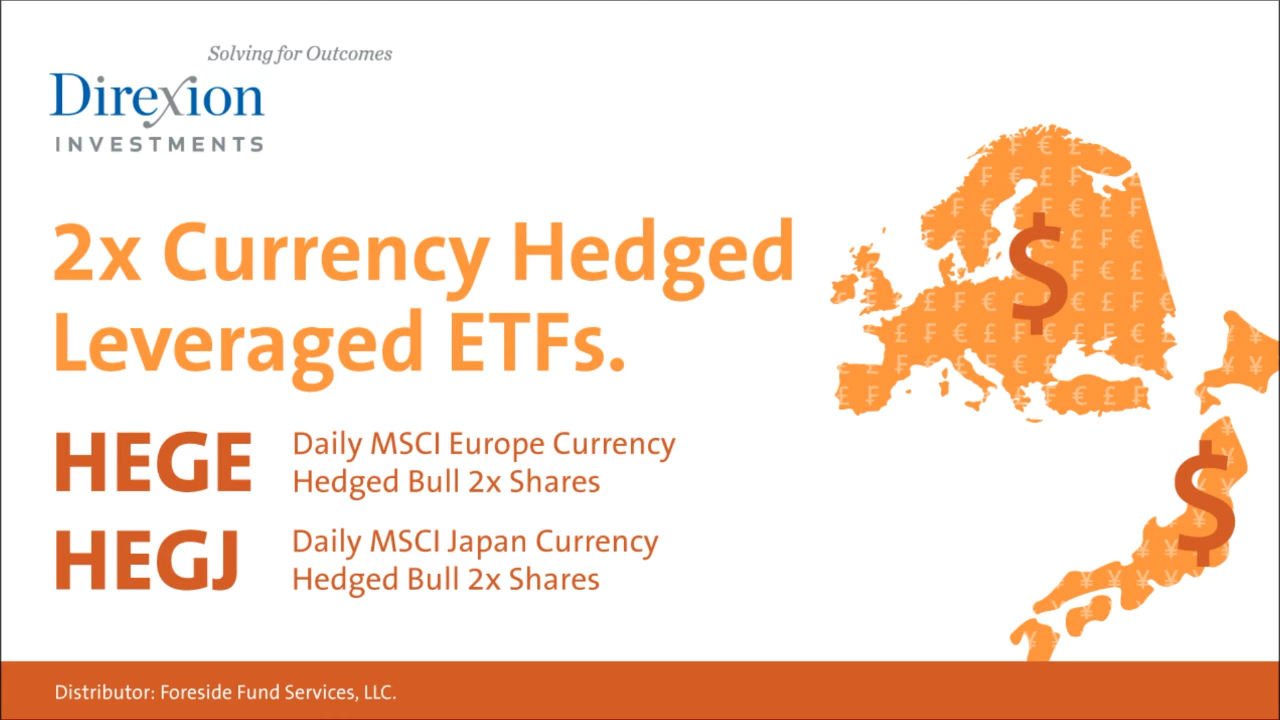 Solving for Outcomes
Direxion
INVESTMENTS
2x Currency Hedged
Leveraged ETFs.
HEGE
Daily MSCI Europe Currency
Hedged Bull 2x Shares
HEGJ
Daily MSCI Japan Currency
Hedged Bull 2x Shares
$
$
Distributor: Foreside Fund Services, LLC.